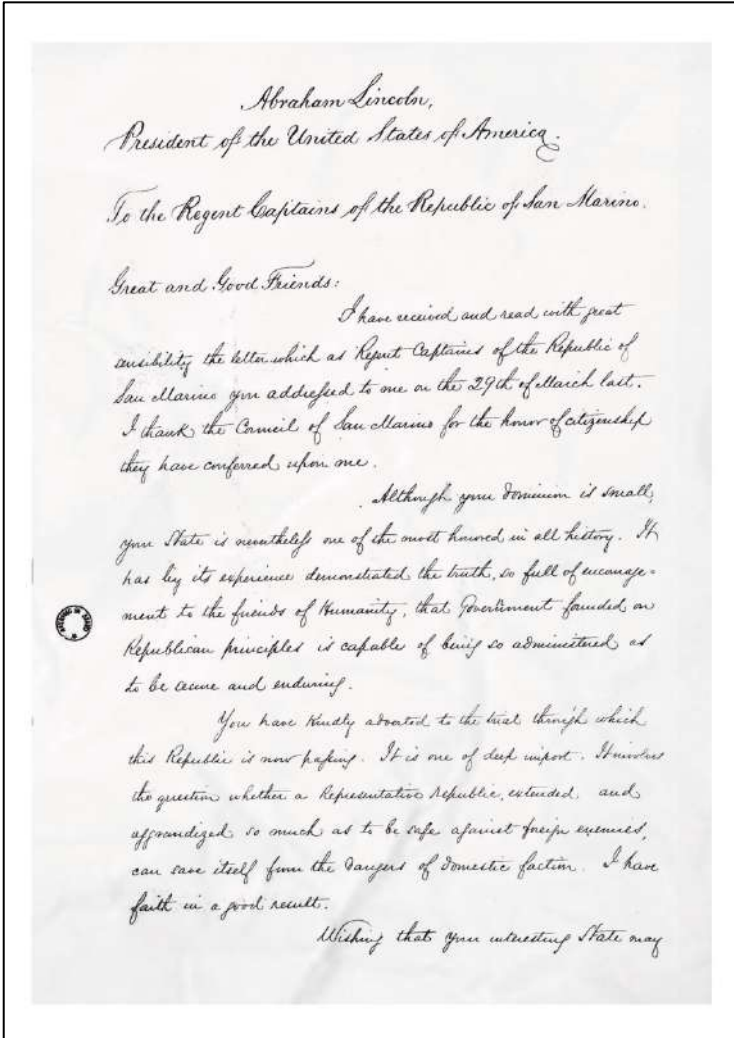 Abraham Lincoln,
President of the United States of America.
To the Regent Captains of the Republic of San Marino.
Great and Good Friends:
I have received and read with great
sensibility the letter which as Regent Captains of the Republic of
San Marino you addressed to me on the 29th of March last.
I thank the Council of San Marino for the honor of citizenship
they have conferred upon me.
Although your dominion is small,
your State is nevertheless one of the most honored in all history. It
has by its experience demonstrated the truth, so full of encourage=
ment to the friends of Humanity, that Government founded on
Republican principles is capable of being so administered as
to be secure and enduring.
You have kindly adverted to the trial through which
this Republic is now passing. It is one of deep import. It involves
the question whether a Representative republic, extended and
aggrandized so much as to be safe against foreign enemies,
can save itself from the dangers of domestic faction. I have
faith in a good result.
Wishing that your interesting State may